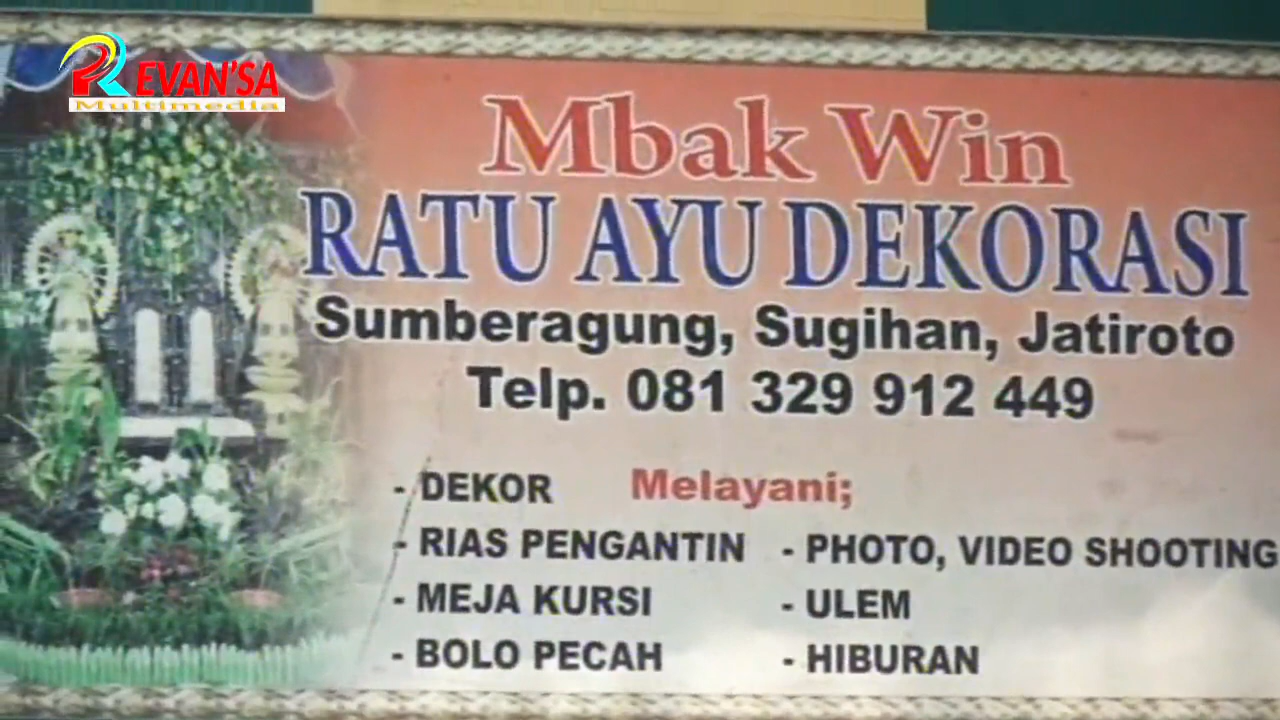 REVAN'SA
Multimedia
Mbak Win
RATU AYU DEKORASI
Sumberagung, Sugihan, Jatiroto
Telp. 081 329 912 449
Melayani;
- DEKOR
- RIAS PENGANTIN
- MEJA KURSI
- BOLO PECAH
- PHOTO, VIDEO SHOOTING
- ULEM
- HIBURAN